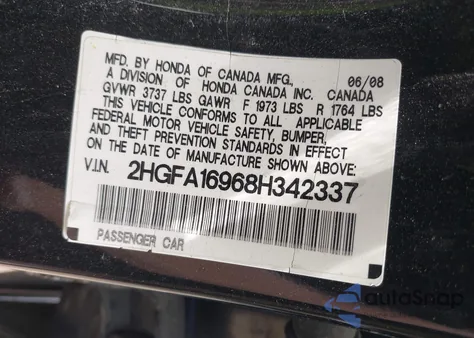 MFD. BY HONDA OF CANADA MFG., 06/08
A DIVISION OF HONDA CANADA INC. CANADA
GVWR 3737 LBS GAWR F 1973 LBS R 1764 LBS
THIS VEHICLE CONFORMS TO ALL APPLICABLE
FEDERAL MOTOR VEHICLE SAFETY, BUMPER,
AND THEFT PREVENTION STANDARDS IN EFFECT
ON THE DATE OF MANUFACTURE SHOWN ABOVE.
V.I.N. 2HGFA16968H342337
PASSENGER CAR
autoSnap